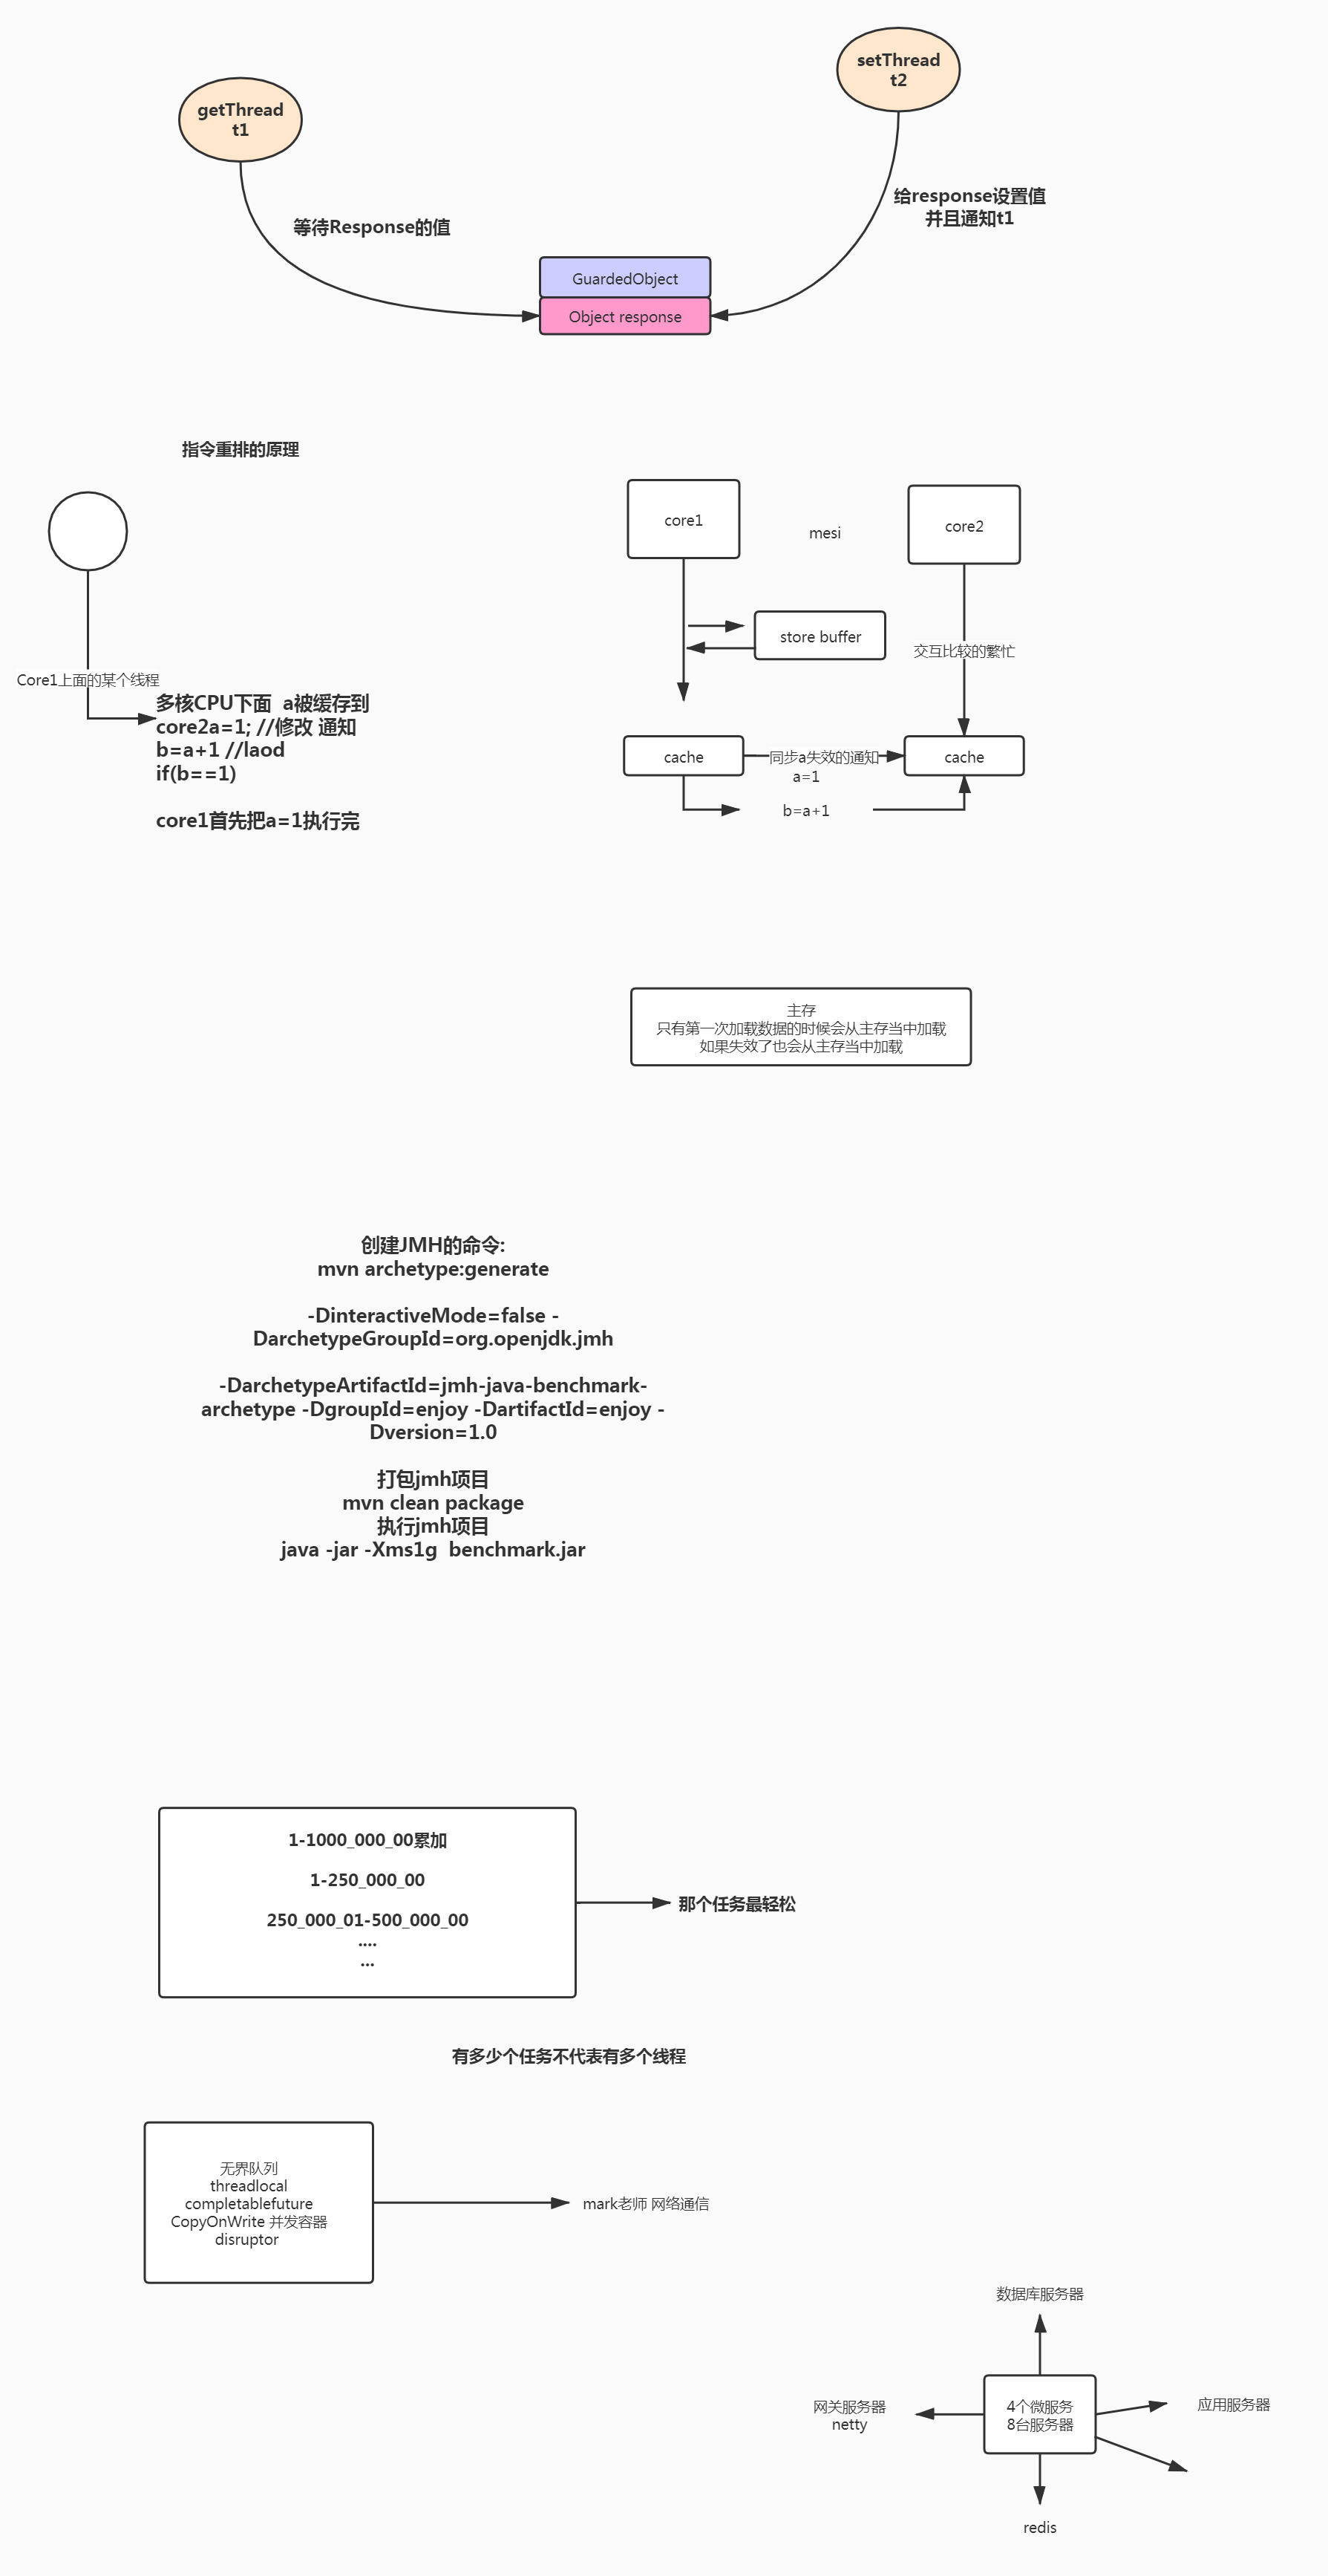 setThread
t2
getThread
t1
给response设置值
并且通知t1
等待Response的值
GuardedObject
Object response
指令重排的原理
core1
mesi
core2
store buffer
交互比较的繁忙
Core1上面的某个线程
多核CPU下面  a被缓存到
core2a=1; //修改 通知
b=a+1 //laod
if(b==1)
core1首先把a=1执行完
cache
同步a失效的通知
a=1
cache
b=a+1
主存
只有第一次加载数据的时候会从主存当中加载
如果失效了也会从主存当中加载
创建JMH的命令:
mvn archetype:generate
-DinteractiveMode=false -
DarchetypeGroupId=org.openjdk.jmh
-DarchetypeArtifactId=jmh-java-benchmark-
archetype -DgroupId=enjoy -DartifactId=enjoy -
Dversion=1.0
打包jmh项目
mvn clean package
执行jmh项目
java -jar -Xms1g  benchmark.jar
1-1000_000_00累加
1-250_000_00
250_000_01-500_000_00
....
...
那个任务最轻松
有多少个任务不代表有多个线程
无界队列
threadlocal
completablefuture
CopyOnWrite 并发容器
disruptor
mark老师 网络通信
数据库服务器
网关服务器
netty
4个微服务
8台服务器
应用服务器
redis